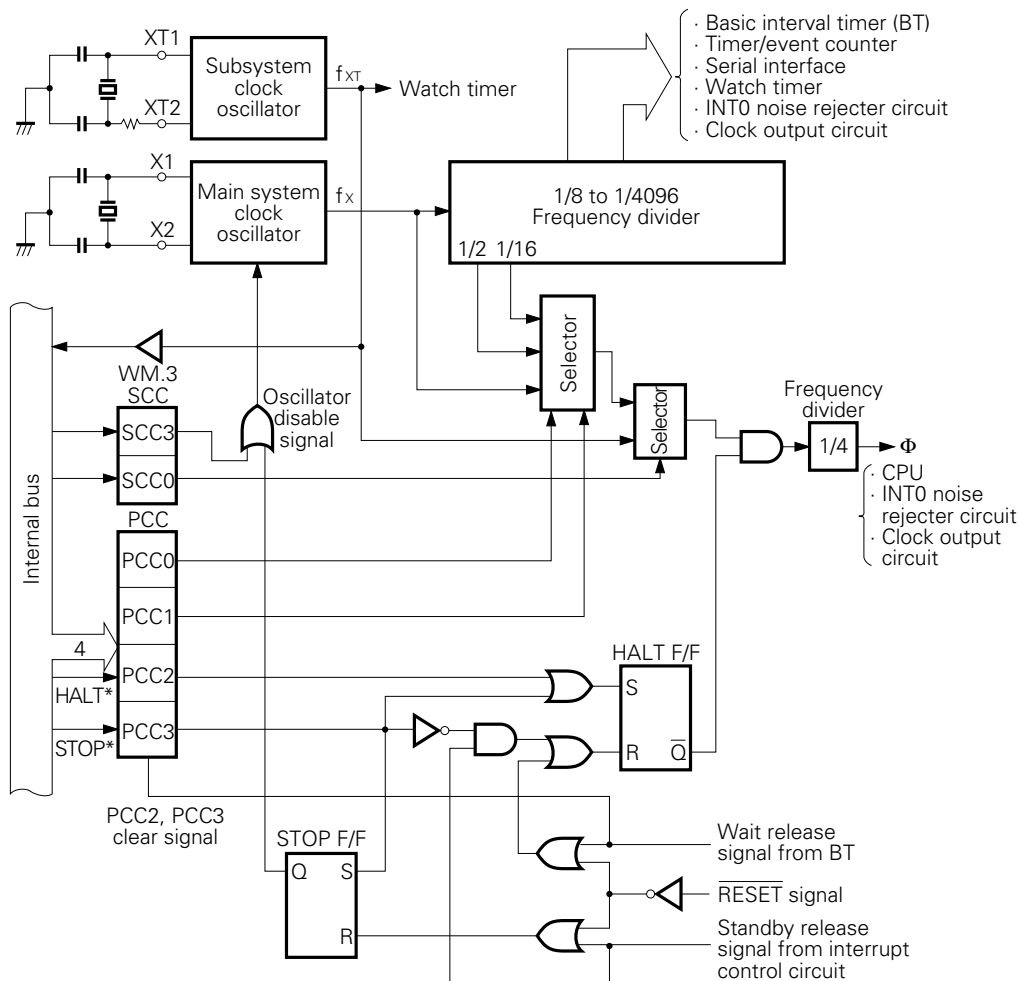 XT1
XT2
Subsystem
clock
oscillator
fXT
Watch timer
· Basic interval timer (BT)
· Timer/event counter
· Serial interface
· Watch timer
· INT0 noise rejecter circuit
· Clock output circuit
X1
X2
Main system
clock
oscillator
fX
1/8 to 1/4096
Frequency divider
1/2 1/16
Selector
Selector
WM.3
SCC
SCC3
SCC0
Oscillator
disable
signal
Frequency
divider
1/4
Φ
· CPU
· INT0 noise
rejecter circuit
· Clock output
circuit
Internal bus
PCC
PCC0
PCC1
4
PCC2
HALT*
PCC3
STOP*
HALT F/F
S
R
Q̅
PCC2, PCC3
clear signal
STOP F/F
Q
S
R
Wait release
signal from BT
R̅E̅S̅E̅T̅ signal
Standby release
signal from interrupt
control circuit